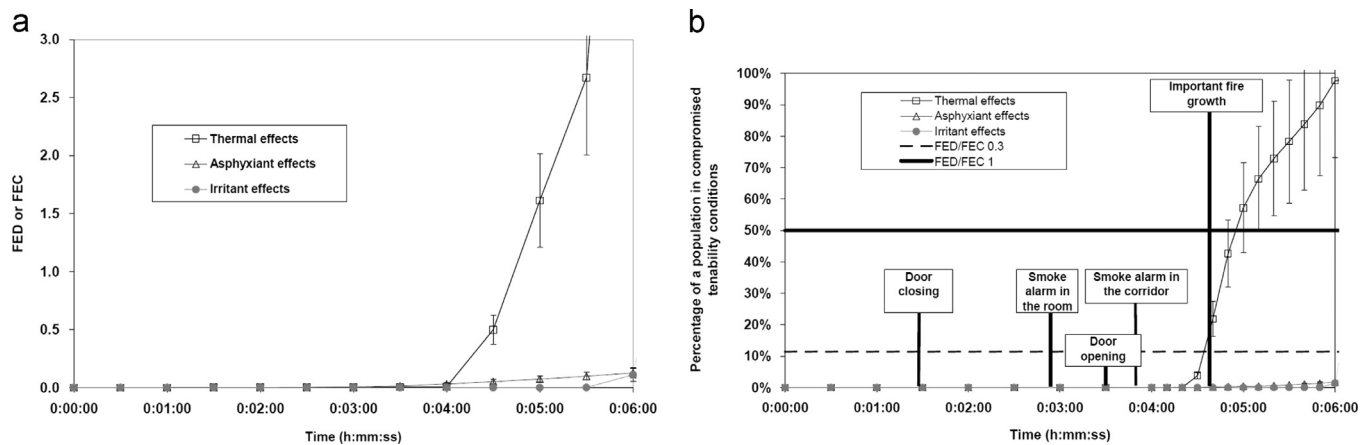 a
3.0
2.5
2.0
1.5
1.0
0.5
0.0
FED or FEC
Thermal effects
Asphyxiant effects
Irritant effects
0:00:00
0:01:00
0:02:00
0:03:00
0:04:00
0:05:00
0:06:00
Time (h:mm:ss)
b
100%
90%
80%
70%
60%
50%
40%
30%
20%
10%
0%
Percentage of a population in compromised
tenability conditions
Thermal effects
Asphyxiant effects
Irritant effects
FED/FEC 0.3
FED/FEC 1
Important fire
growth
Door
closing
Smoke
alarm in
the room
Smoke alarm in
the corridor
Door
opening
0:00:00
0:01:00
0:02:00
0:03:00
0:04:00
0:05:00
0:06:00
Time (h:mm:ss)